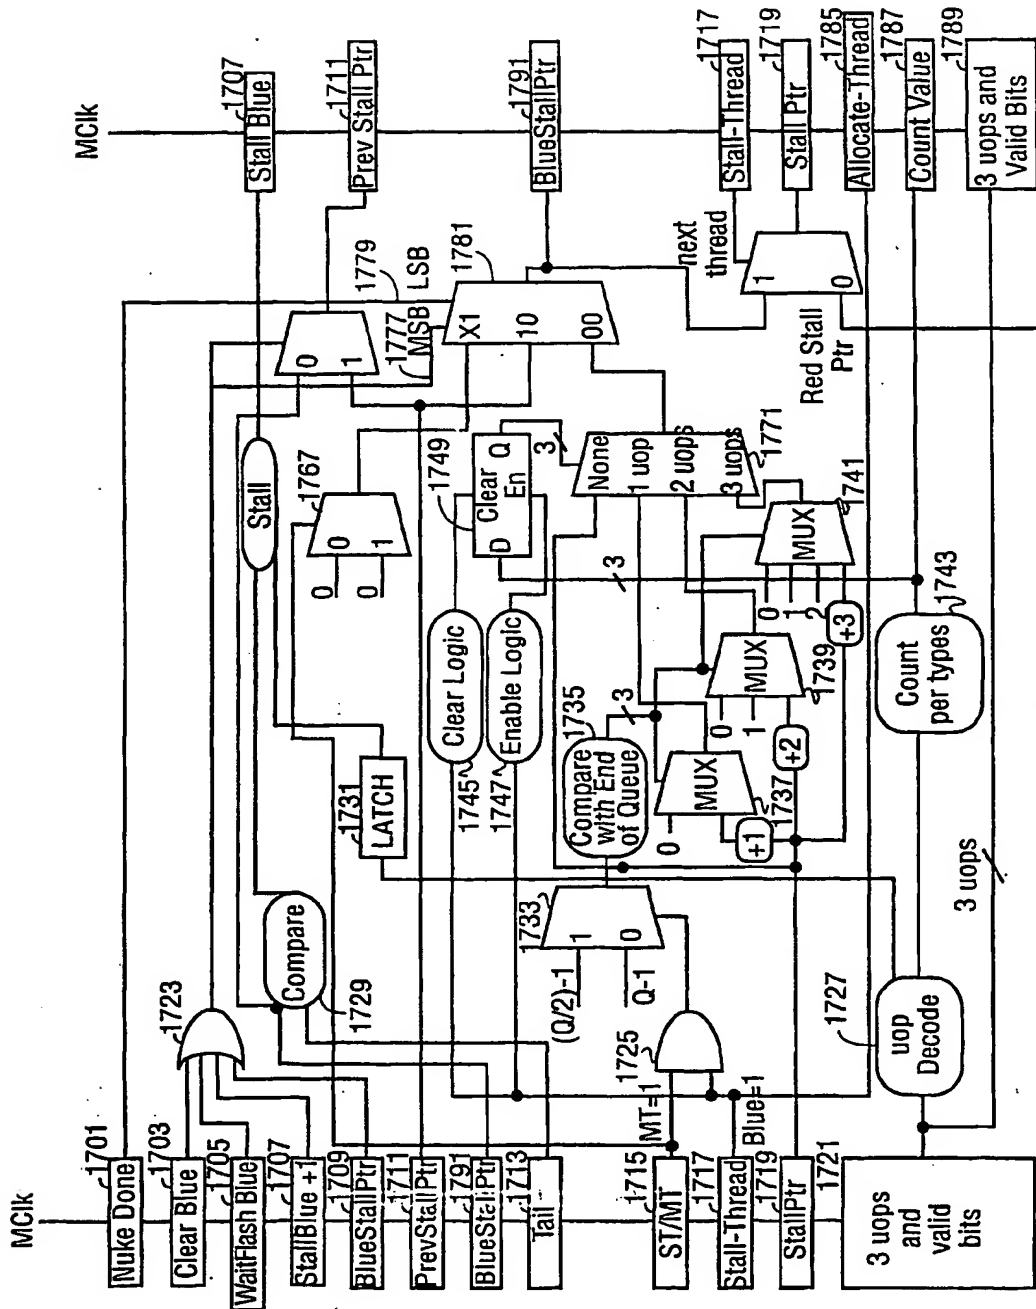 MClk
1701
Nuke Done
1703
Clear Blue
1705
WaitFlash Blue
1707
StallBlue +1
1709
BlueStallPtr
1711
PrevStallPtr
1791
BlueStallPtr
1713
Tail
1715
ST/MT
1717
Stall-Thread
1719
StallPtr
1721
3 uops
and
valid
bits
1723
Compare
1729
1725
MT=1
Blue=1
1727
uop
Decode
1733
1
0
(Q/2)-1
Q-1
1731
LATCH
1745
Clear Logic
1747
Enable Logic
1735
Compare
with End
of Queue
3
0
MUX
+1
1737
0
1
MUX
+2
1739
0
1
2
MUX
+3
1741
3 uops
Count
per types
1743
Stall
1767
0
1
0
0
1749
D
Clear
En
Q
3
3
None
1 uop
2 uops
3 uops
1771
0
1
1777
MSB
1779
LSB
1781
X1
10
00
next
thread
1
0
Red Stall
Ptr
MClk
1707
Stall Blue
1711
Prev Stall Ptr
1791
BlueStallPtr
1717
Stall-Thread
1719
Stall Ptr
1785
Allocate-Thread
1787
Count Value
1789
3 uops and
Valid Bits